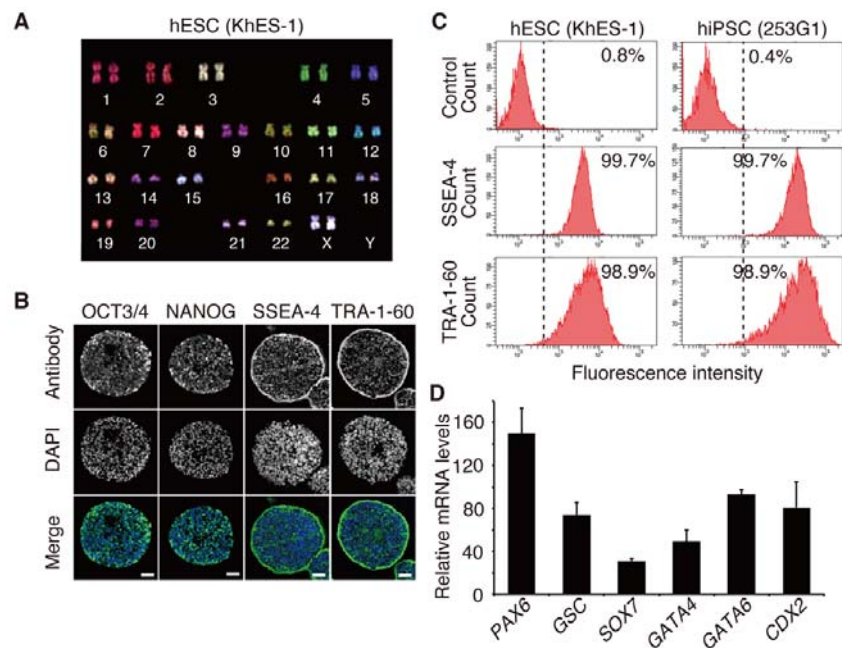 A
hESC (KhES-1)
1 2 3 4 5
6 7 8 9 10 11 12
13 14 15 16 17 18
19 20 21 22 X Y
B
OCT3/4 NANOG SSEA-4 TRA-1-60
Antibody
DAPI
Merge
C
hESC (KhES-1) hiPSC (253G1)
Control
Count
0.8% 0.4%
SSEA-4
Count
99.7% 99.7%
TRA-1-60
Count
98.9% 98.9%
Fluorescence intensity
D
Relative mRNA levels
160
120
80
40
0
PAX6 GSC SOX7 GATA4 GATA6 CDX2